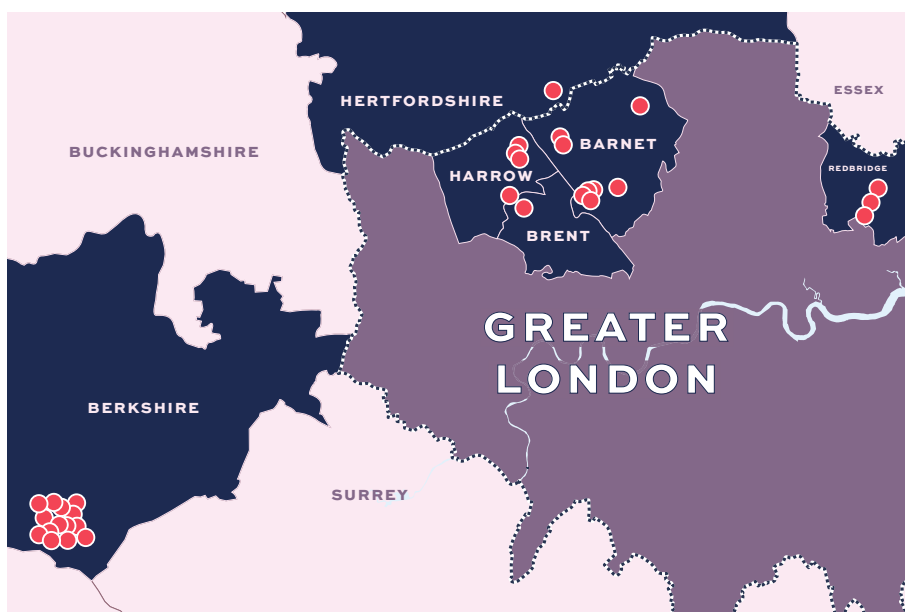 ESSEX
HERTFORDSHIRE
BUCKINGHAMSHIRE
BARNET
REDBRIDGE
HARROW
BRENT
GREATER
LONDON
BERKSHIRE
SURREY